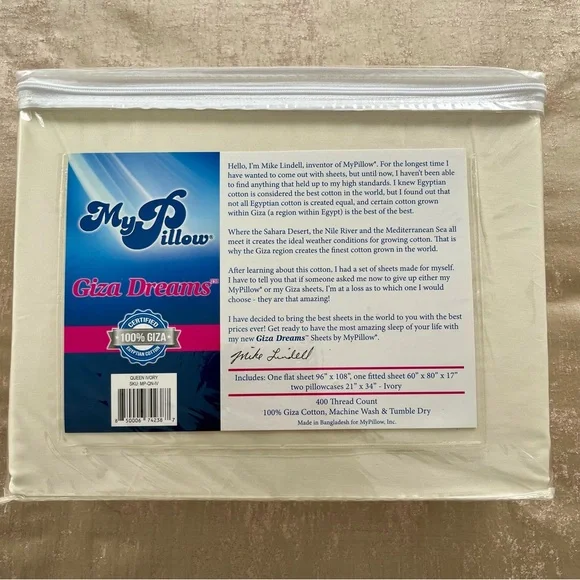 My Pillow®
Giza Dreams™
CERTIFIED
100% GIZA
EGYPTIAN COTTON
QUEEN IVORY
SKU: MP-QN-IV
8 50006 74238 7
Hello, I'm Mike Lindell, inventor of MyPillow®. For the longest time I
have wanted to come out with sheets, but until now, I haven't been able
to find anything that held up to my high standards. I knew Egyptian
cotton is considered the best cotton in the world, but I found out that not
all Egyptian cotton is created equal, and certain cotton grown
within Giza (a region within Egypt) is the best of the best.
Where the Sahara Desert, the Nile River and the Mediterranean Sea all
meet it creates the ideal weather conditions for growing cotton. That is
why the Giza region creates the finest cotton grown in the world.
After learning about this cotton, I had a set of sheets made for myself.
I have to tell you that if someone asked me now to give up either my
MyPillow® or my Giza sheets, I'm at a loss as to which one I would
choose - they are that amazing!
I have decided to bring the best sheets in the world to you with the best
prices ever! Get ready to have the most amazing sleep of your life with
my new Giza Dreams™ Sheets by MyPillow®.
Mike Lindell
Includes: One flat sheet 96" x 108", one fitted sheet 60" x 80" x 17"
two pillowcases 21" x 34" - Ivory
400 Thread Count
100% Giza Cotton, Machine Wash & Tumble Dry
Made in Bangladesh for MyPillow, Inc.